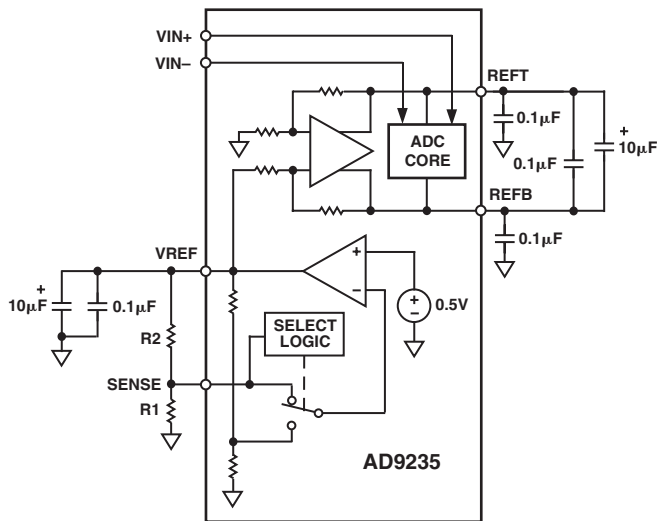 VIN+
VIN–
REFT
0.1µF
ADC
CORE
+
10µF
0.1µF
REFB
0.1µF
VREF
+
–
+
–
0.5V
+
10µF
0.1µF
R2
SELECT
LOGIC
SENSE
R1
AD9235